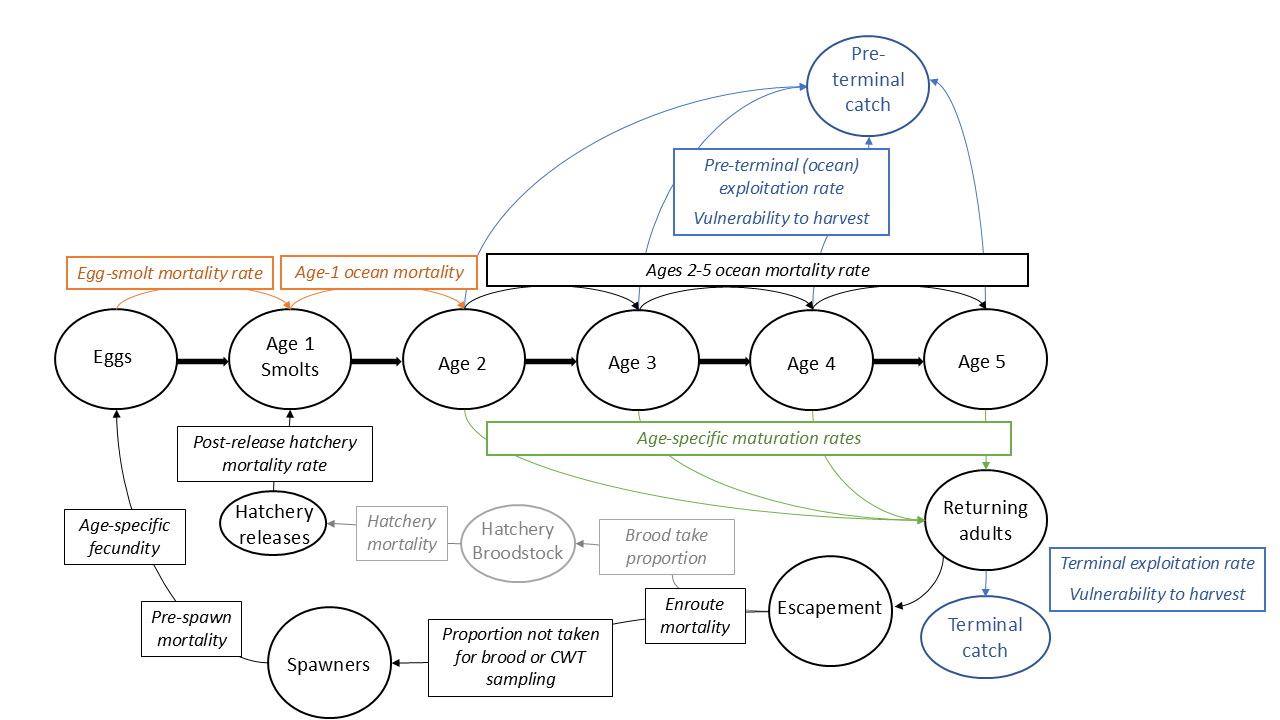 Pre-
terminal
catch
Pre-terminal (ocean)
exploitation rate
Vulnerability to harvest
Egg-smolt mortality rate
Age-1 ocean mortality
Ages 2-5 ocean mortality rate
Eggs
Age 1
Smolts
Age 2
Age 3
Age 4
Age 5
Post-release hatchery
mortality rate
Age-specific maturation rates
Hatchery
releases
Hatchery
mortality
Hatchery
Broodstock
Brood take
proportion
Returning
adults
Age-specific
fecundity
Terminal exploitation rate
Vulnerability to harvest
Enroute
mortality
Escapement
Terminal
catch
Pre-spawn
mortality
Spawners
Proportion not taken
for brood or CWT
sampling